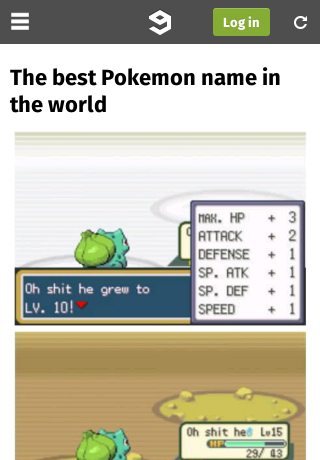 Log in
The best Pokemon name in
the world
MAX. HP + 3
ATTACK + 2
DEFENSE + 1
SP. ATK + 1
SP. DEF + 1
SPEED + 1
Oh shit he grew to
LV. 10!
Oh shit he♂ Lv15
HP
29/ 43